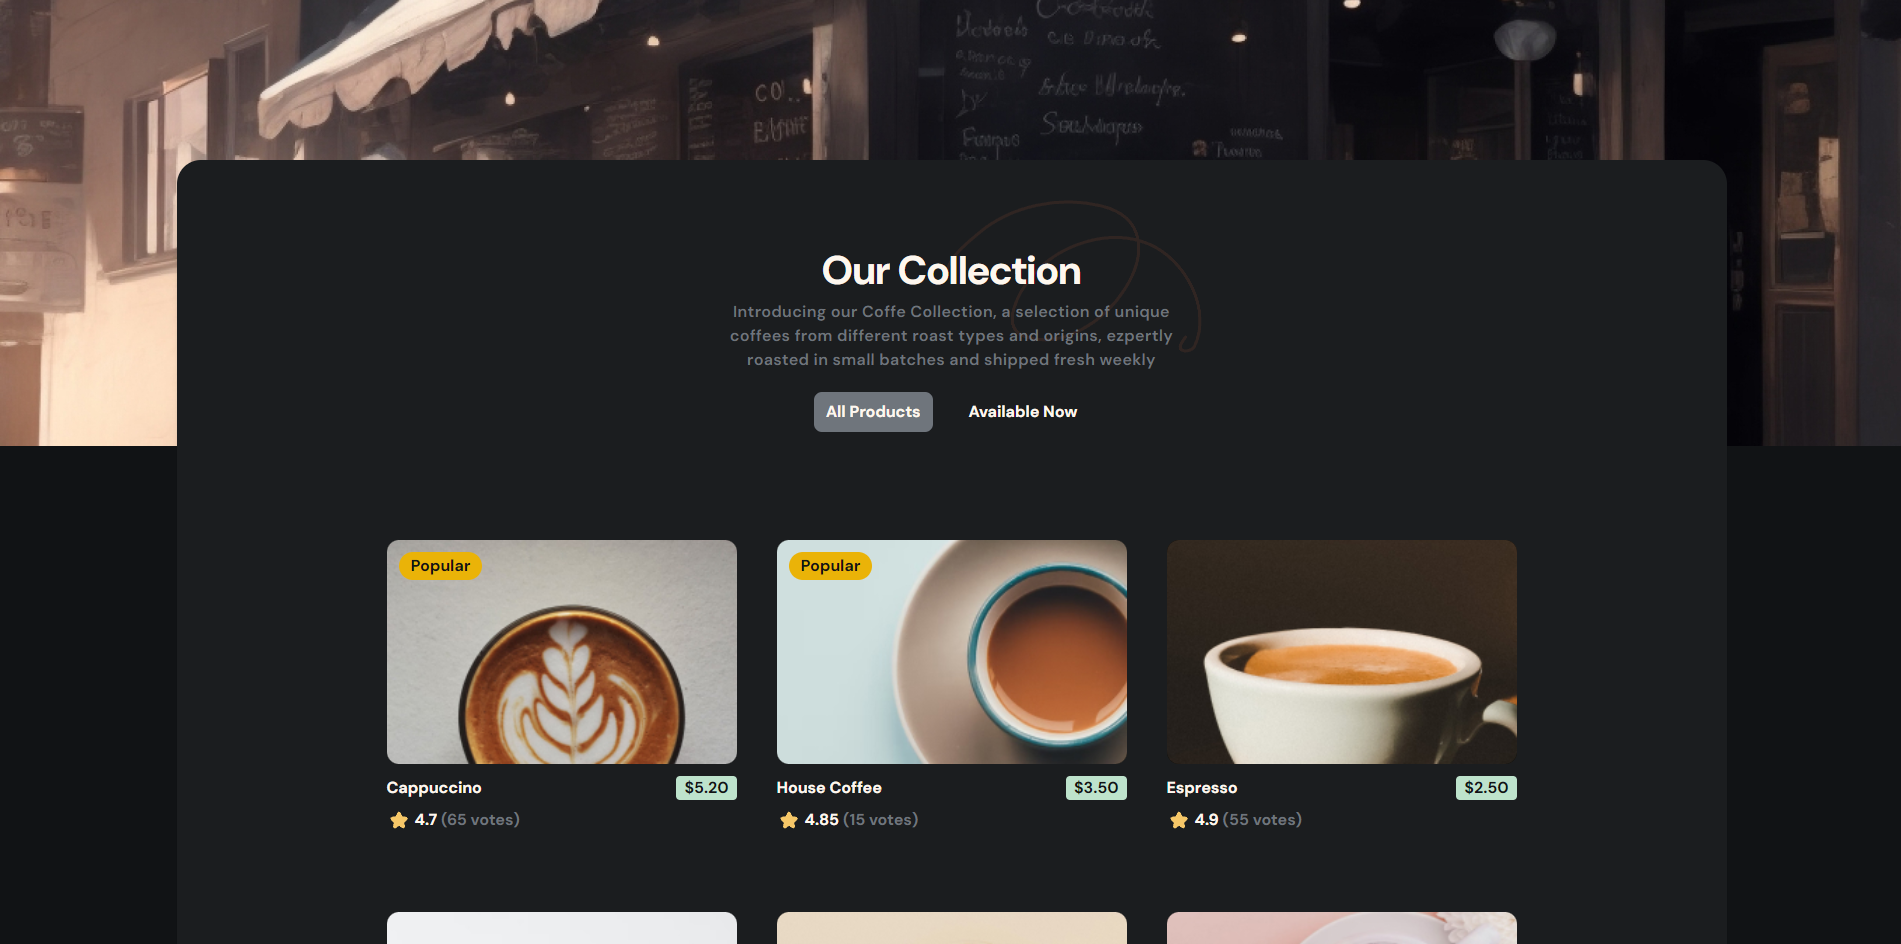 Our Collection
Introducing our Coffe Collection, a selection of unique
coffees from different roast types and origins, ezpertly
roasted in small batches and shipped fresh weekly
All Products
Available Now
Popular
Popular
Cappuccino
$5.20
House Coffee
$3.50
Espresso
$2.50
4.7 (65 votes)
4.85 (15 votes)
4.9 (55 votes)